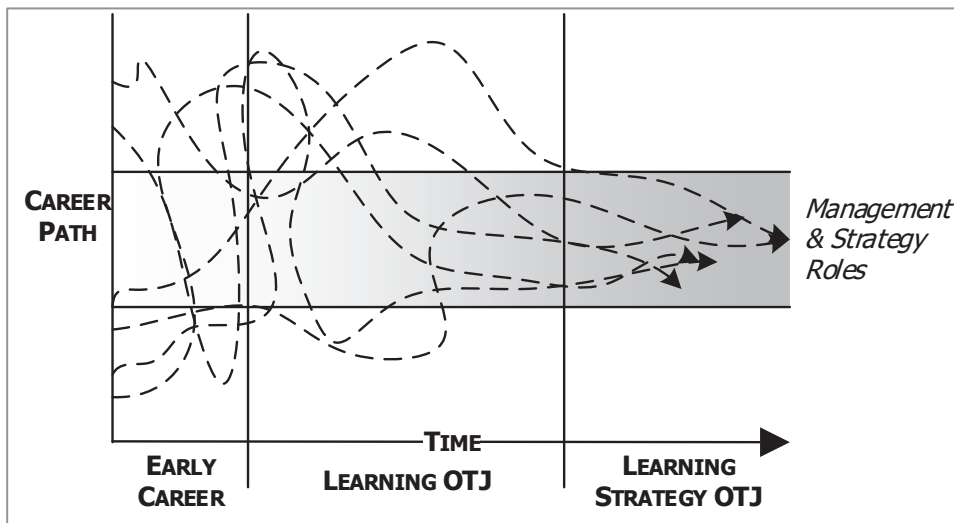 CAREER
PATH
Management
& Strategy
Roles
TIME
EARLY
CAREER
LEARNING OTJ
LEARNING
STRATEGY OTJ